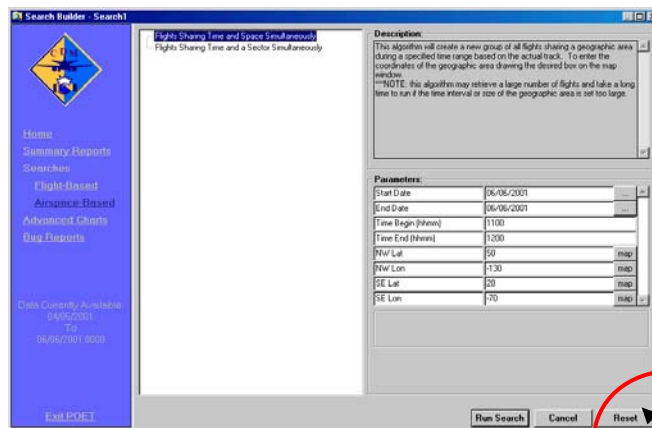 Search Builder - Search1
CDM
Home
Summary Reports
Searches
Flight-Based
Airspace-Based
Advanced Charts
Bug Reports
Data Currently Available
04/06/2001
To
06/06/2001 0000
Exit POET
Flights Sharing Time and Space Simultaneously
Flights Sharing Time and a Sector Simultaneously
Description:
This algorithm will create a new group of all flights sharing a geographic area
during a specified time range based on the actual track. To enter the
coordinates of the geographic area drawing the desired box on the map
window.
***NOTE: this algorithm may retrieve a large number of flights and take a long
time to run if the time interval or size of the geographic area is set too large.
Parameters:
Start Date 06/06/2001 ...
End Date 06/06/2001 ...
Time Begin (hhmm) 1100
Time End (hhmm) 1200
NW Lat 50 map
NW Lon -130 map
SE Lat 20 map
SE Lon -70 map
Run Search Cancel Reset